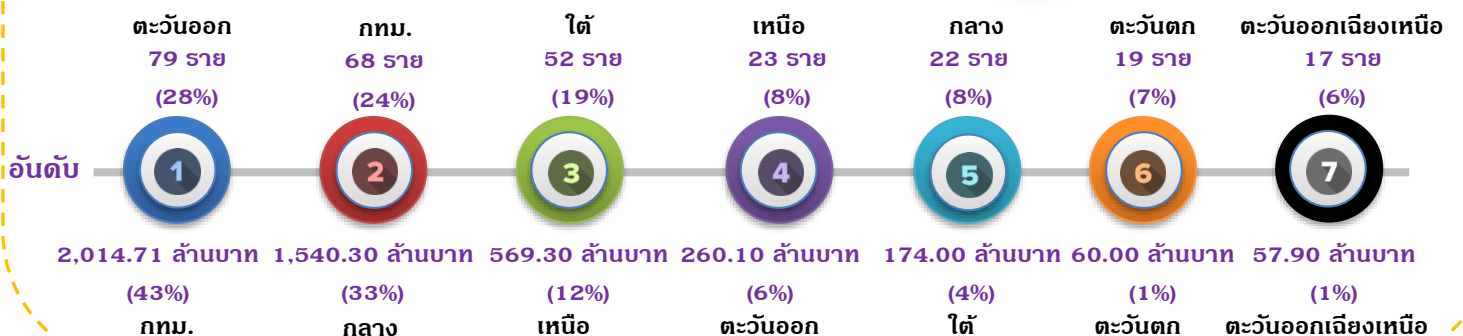 ตะวันออก กทม. ใต้ เหนือ กลาง ตะวันตก ตะวันออกเฉียงเหนือ
79 ราย 68 ราย 52 ราย 23 ราย 22 ราย 19 ราย 17 ราย
(28%) (24%) (19%) (8%) (8%) (7%) (6%)
อันดับ 1 2 3 4 5 6 7
2,014.71 ล้านบาท 1,540.30 ล้านบาท 569.30 ล้านบาท 260.10 ล้านบาท 174.00 ล้านบาท 60.00 ล้านบาท 57.90 ล้านบาท
(43%) (33%) (12%) (6%) (4%) (1%) (1%)
กทม. กลาง เหนือ ตะวันออก ใต้ ตะวันตก ตะวันออกเฉียงเหนือ